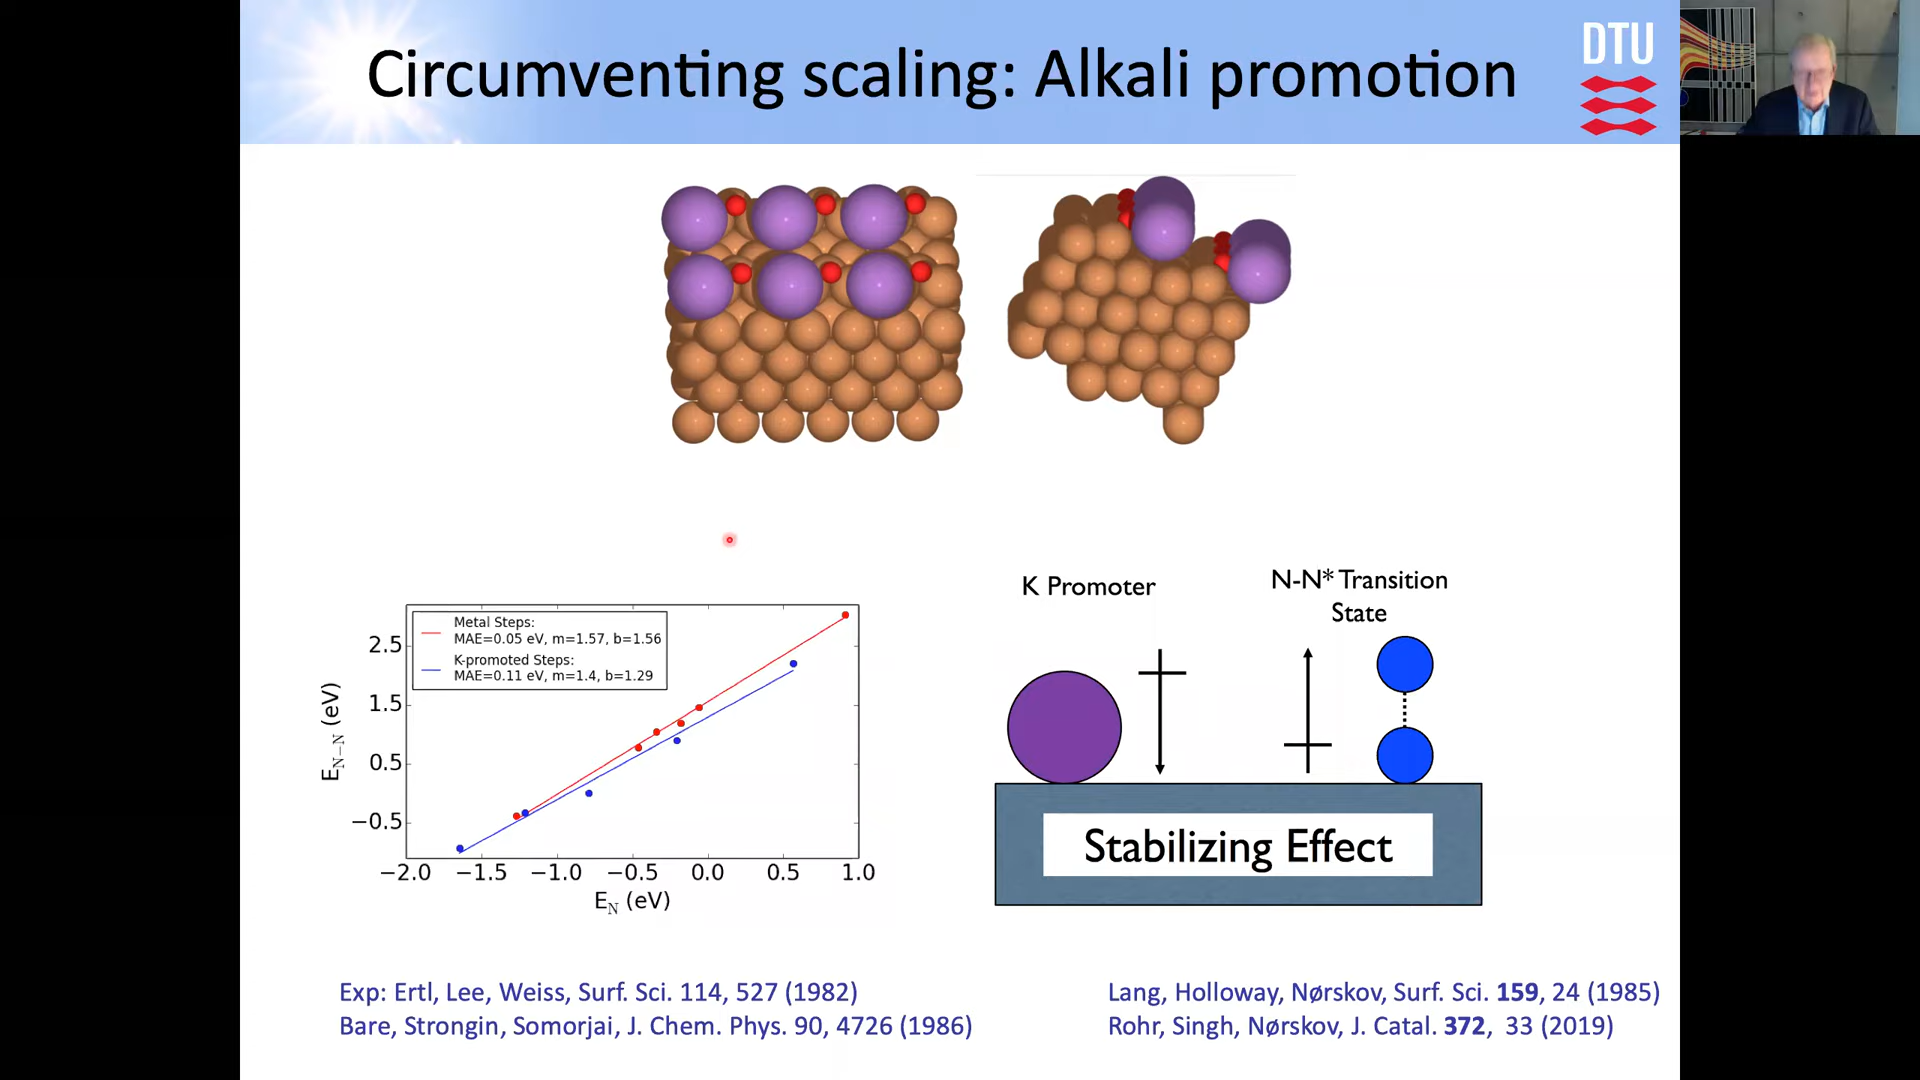 Circumventing scaling: Alkali promotion
DTU
K Promoter
N-N* Transition
State
Metal Steps:
MAE=0.05 eV, m=1.57, b=1.56
K-promoted Steps:
MAE=0.11 eV, m=1.4, b=1.29
2.5
1.5
0.5
−0.5
E_N−N (eV)
−2.0 −1.5 −1.0 −0.5 0.0 0.5 1.0
E_N (eV)
Stabilizing Effect
Exp: Ertl, Lee, Weiss, Surf. Sci. 114, 527 (1982)
Bare, Strongin, Somorjai, J. Chem. Phys. 90, 4726 (1986)
Lang, Holloway, Nørskov, Surf. Sci. 159, 24 (1985)
Rohr, Singh, Nørskov, J. Catal. 372, 33 (2019)